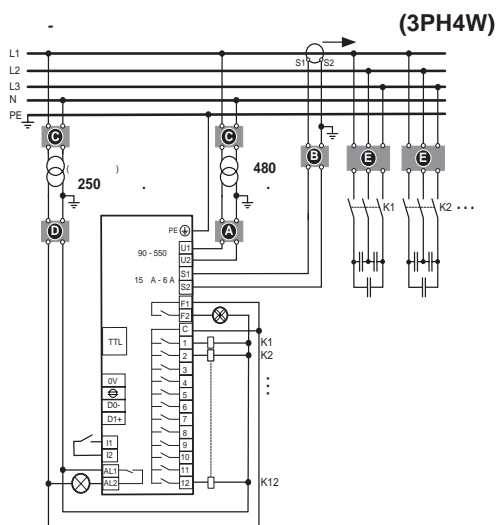 - (3PH4W)
L1
S1 S2
L2
L3
N
PE
C C B E E
( ) 250 .
480 .
K1 K2 ...
D A
PE
90 - 550 U1
U2
15 A - 6 A S1
S2
F1
F2
C
TTL 1 K1
2 K2
3
0V 4
5
D0- 6
D1+ 7
8
I1 9
I2 10
AL1 11
AL2 12 K12